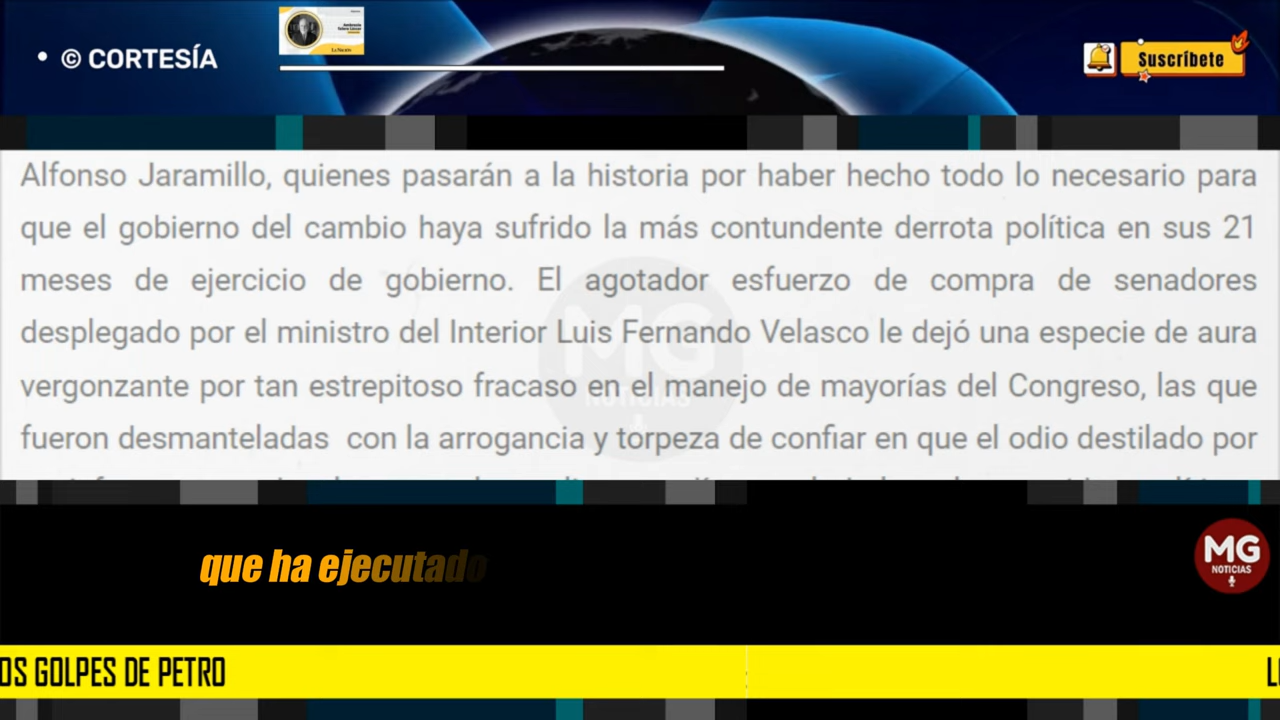 • © CORTESÍA
Suscríbete
Alfonso Jaramillo, quienes pasarán a la historia por haber hecho todo lo necesario para
que el gobierno del cambio haya sufrido la más contundente derrota política en sus 21
meses de ejercicio de gobierno. El agotador esfuerzo de compra de senadores
desplegado por el ministro del Interior Luis Fernando Velasco le dejó una especie de aura
vergonzante por tan estrepitoso fracaso en el manejo de mayorías del Congreso, las que
fueron desmanteladas con la arrogancia y torpeza de confiar en que el odio destilado por
MG
NOTICIAS
que ha ejecutado
MG
NOTICIAS
OS GOLPES DE PETRO